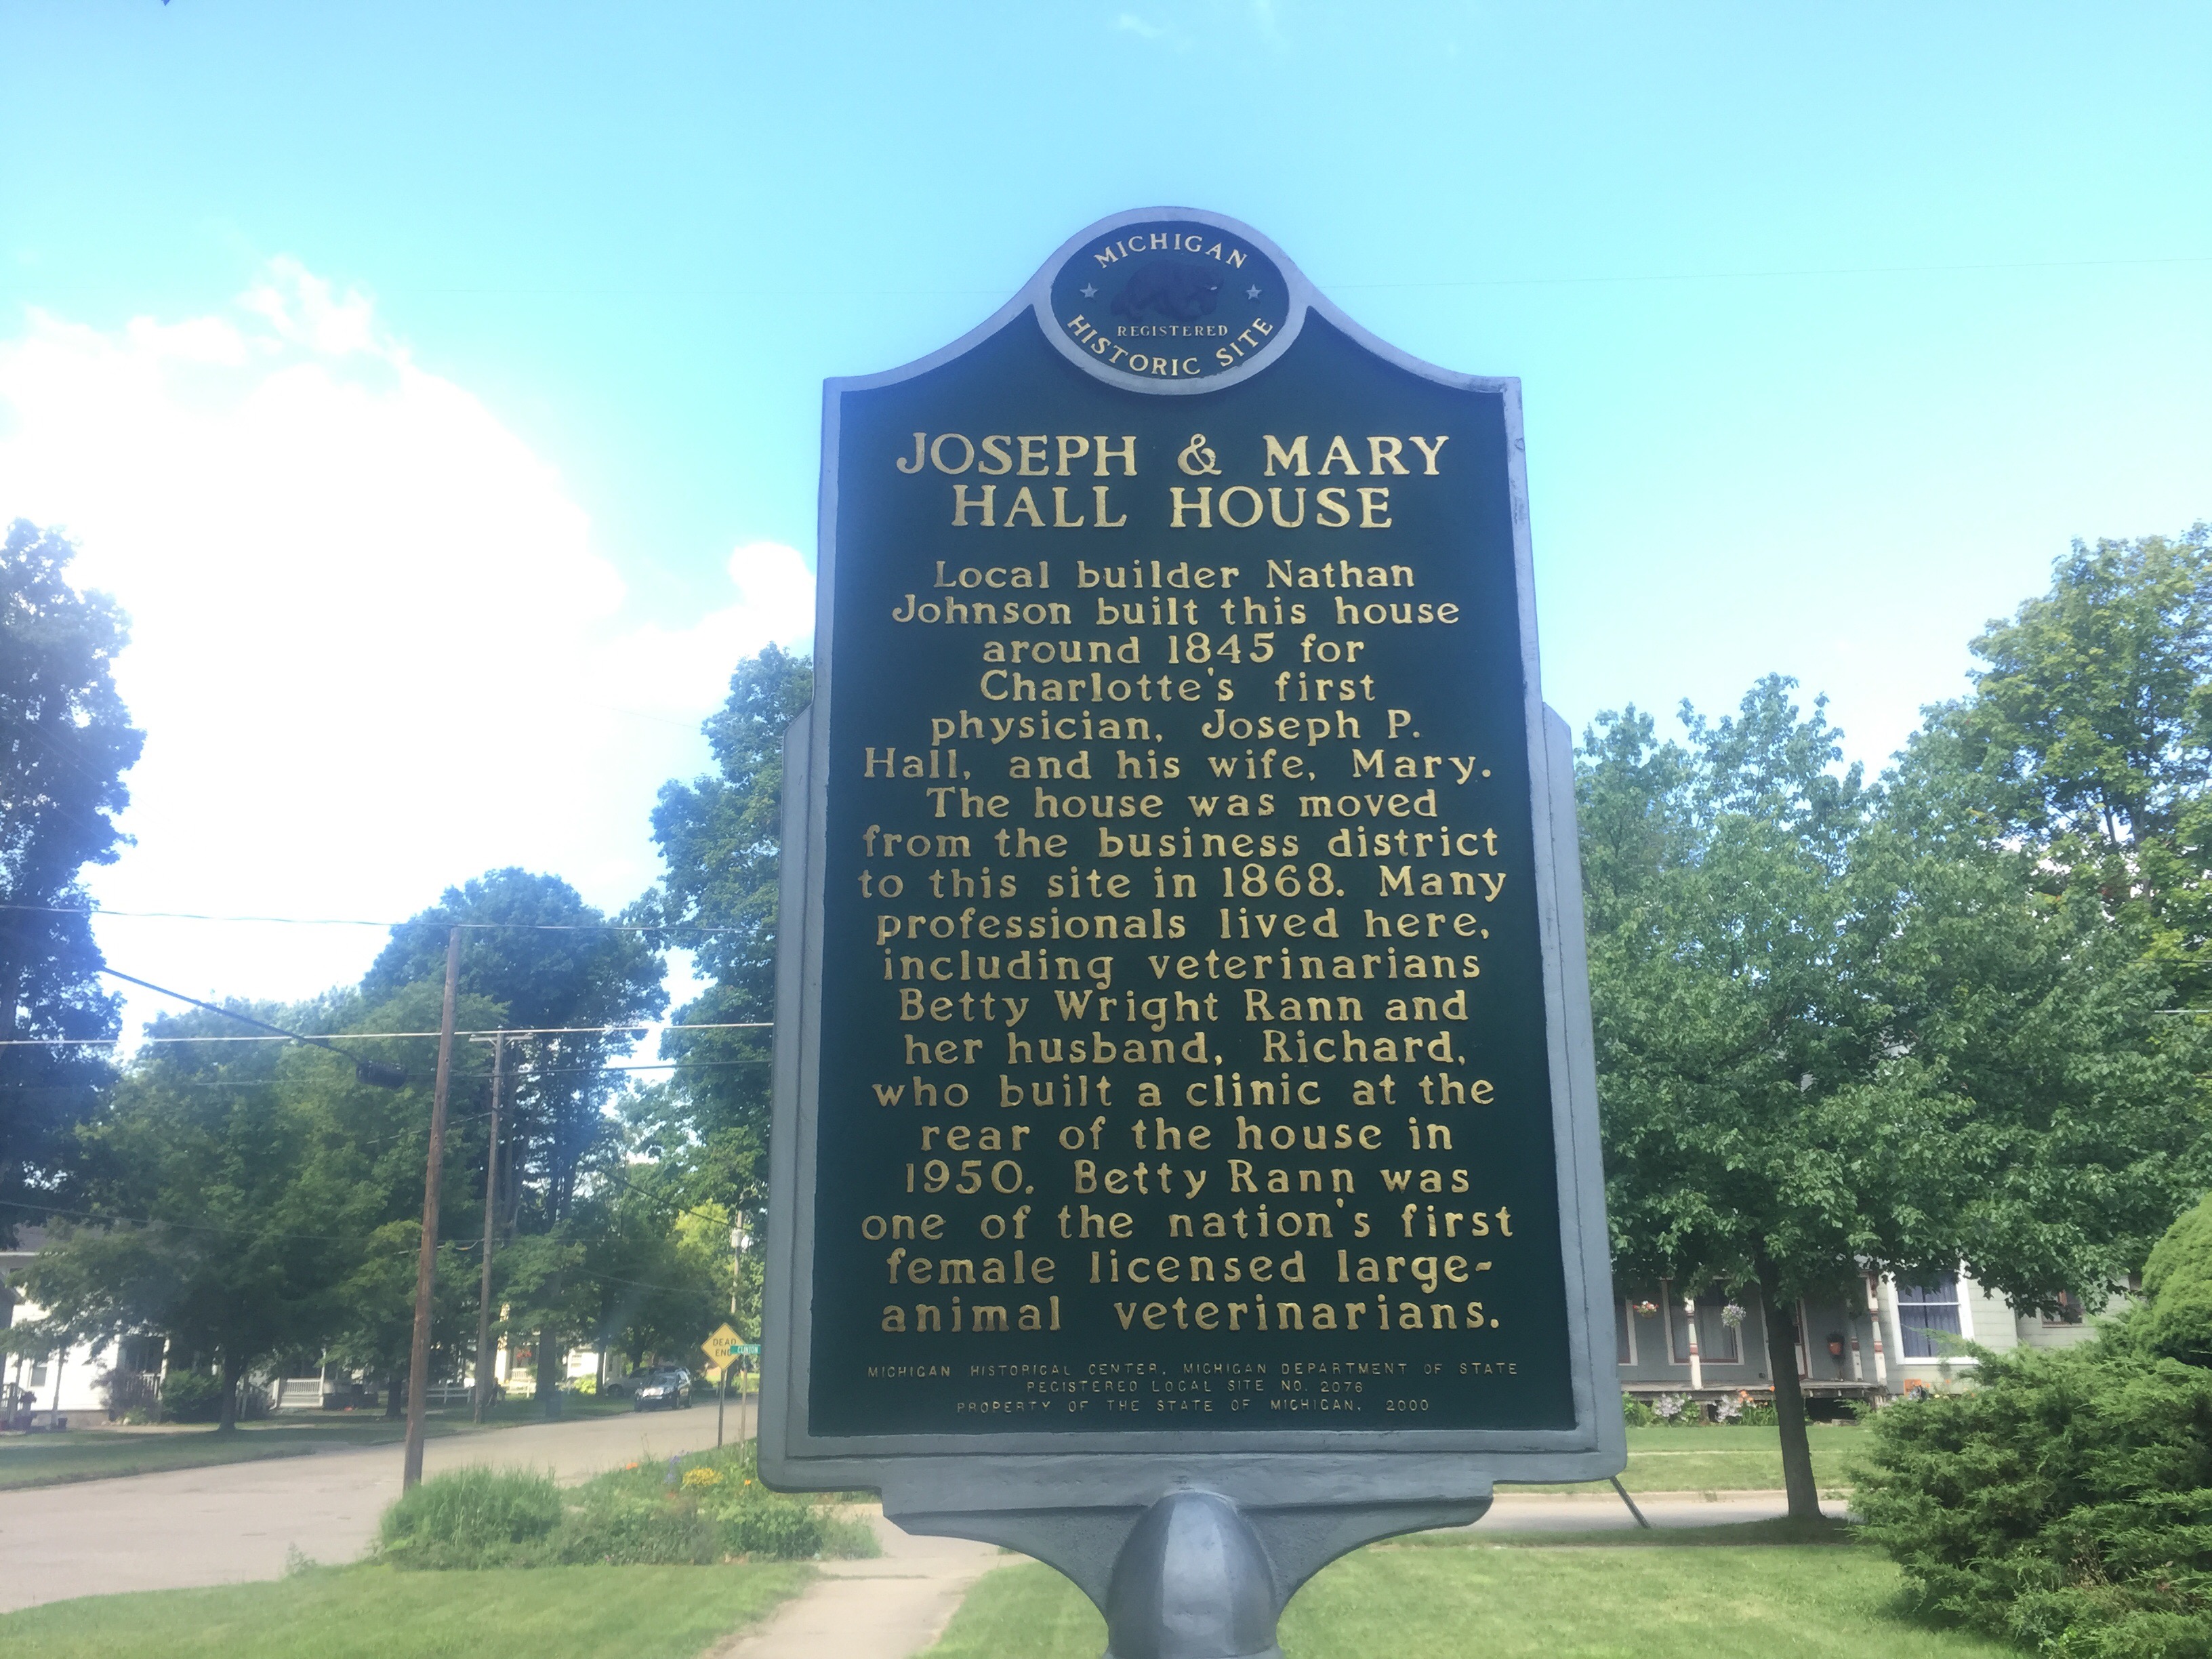 MICHIGAN
REGISTERED
HISTORIC SITE
JOSEPH & MARY
HALL HOUSE
Local builder Nathan
Johnson built this house
around 1845 for
Charlotte's first
physician, Joseph P.
Hall, and his wife, Mary.
The house was moved
from the business district
to this site in 1868. Many
professionals lived here,
including veterinarians
Betty Wright Rann and
her husband, Richard,
who built a clinic at the
rear of the house in
1950. Betty Rann was
one of the nation's first
female licensed large-
animal veterinarians.
MICHIGAN HISTORICAL CENTER, MICHIGAN DEPARTMENT OF STATE
REGISTERED LOCAL SITE NO. 2076
PROPERTY OF THE STATE OF MICHIGAN, 2000
DEAD
END
CLINTON